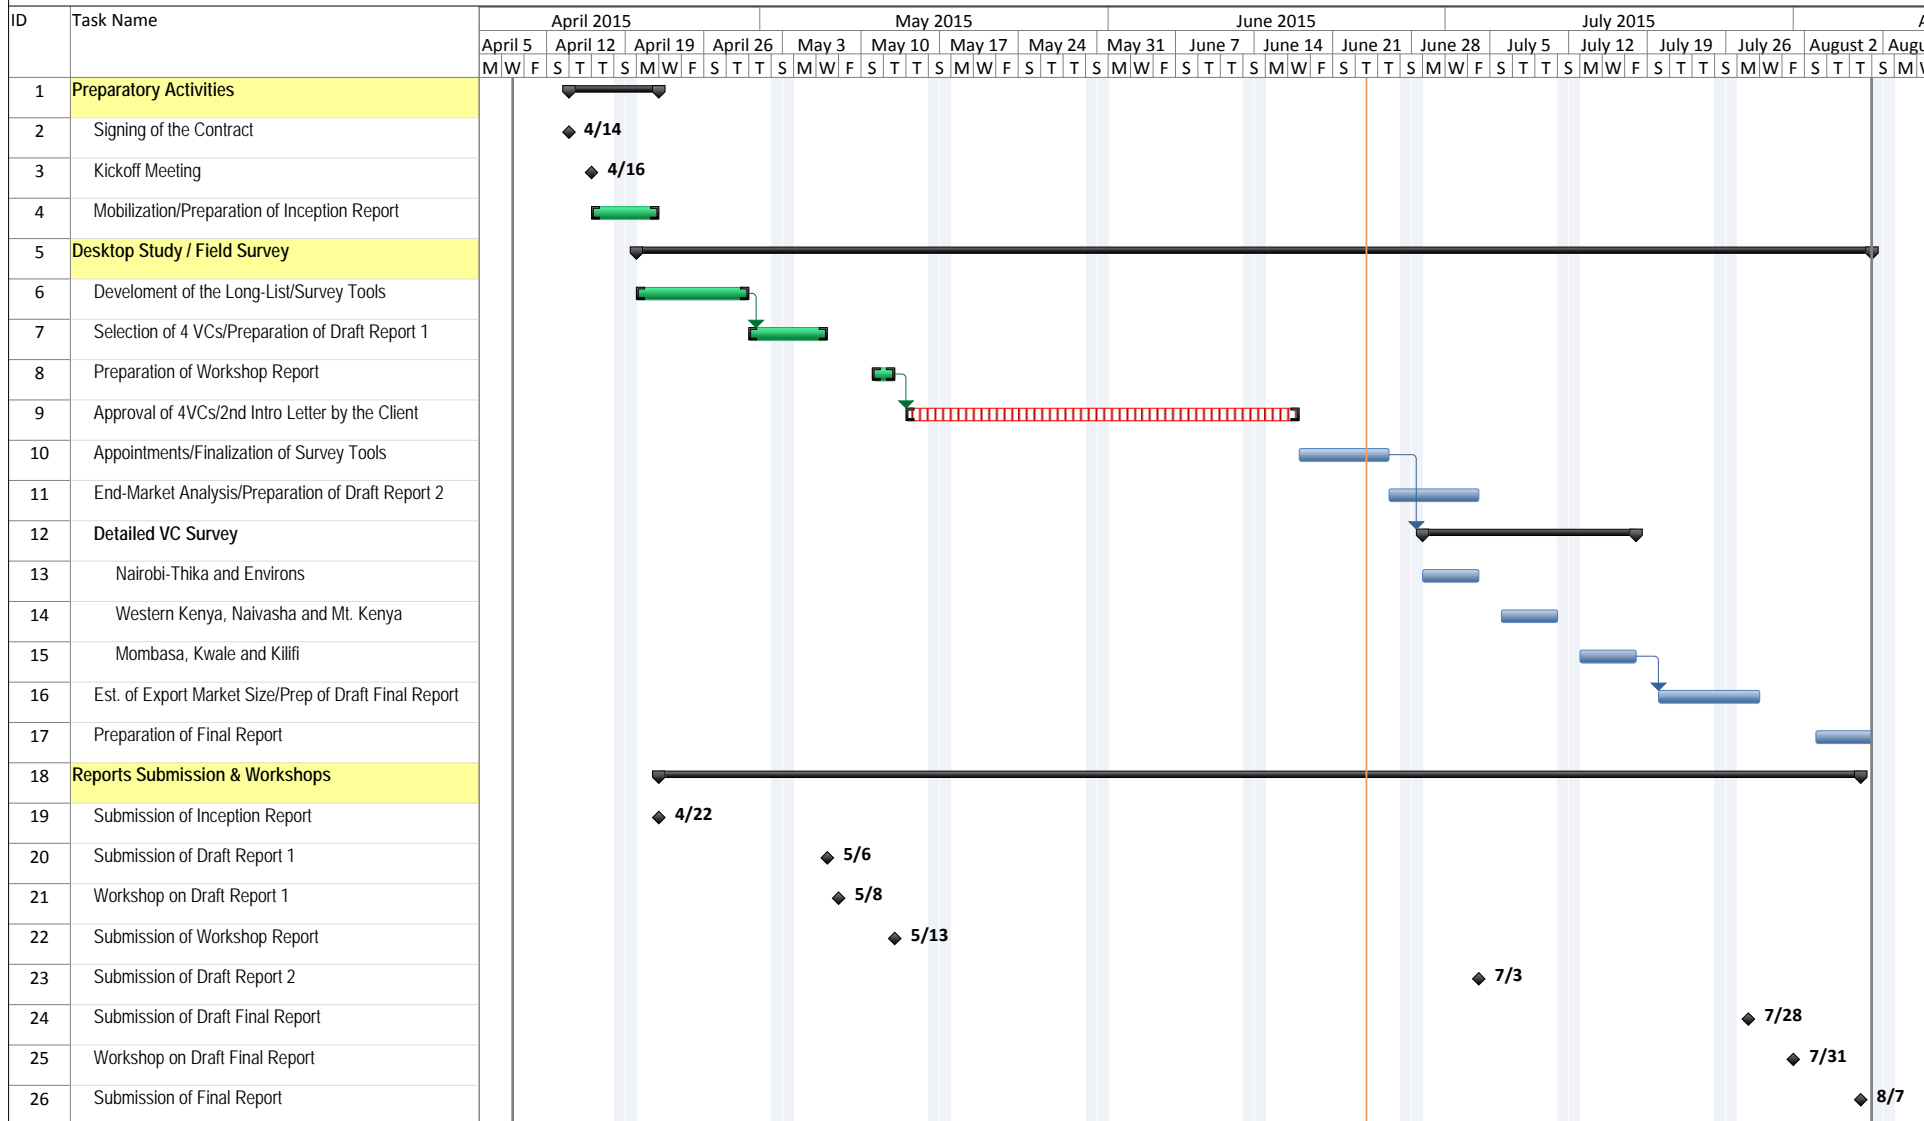 ID Task Name April 2015 May 2015 June 2015 July 2015 A
April 5 April 12 April 19 April 26 May 3 May 10 May 17 May 24 May 31 June 7 June 14 June 21 June 28 July 5 July 12 July 19 July 26 August 2 Augu
M W F S T T S M W F S T T S M W F S T T S M W F S T T S M W F S T T S M W F S T T S M W F S T T S M W F S T T S M W
1 Preparatory Activities
2 Signing of the Contract 4/14
3 Kickoff Meeting 4/16
4 Mobilization/Preparation of Inception Report
5 Desktop Study / Field Survey
6 Develoment of the Long-List/Survey Tools
7 Selection of 4 VCs/Preparation of Draft Report 1
8 Preparation of Workshop Report
9 Approval of 4VCs/2nd Intro Letter by the Client
10 Appointments/Finalization of Survey Tools
11 End-Market Analysis/Preparation of Draft Report 2
12 Detailed VC Survey
13 Nairobi-Thika and Environs
14 Western Kenya, Naivasha and Mt. Kenya
15 Mombasa, Kwale and Kilifi
16 Est. of Export Market Size/Prep of Draft Final Report
17 Preparation of Final Report
18 Reports Submission & Workshops
19 Submission of Inception Report 4/22
20 Submission of Draft Report 1 5/6
21 Workshop on Draft Report 1 5/8
22 Submission of Workshop Report 5/13
23 Submission of Draft Report 2 7/3
24 Submission of Draft Final Report 7/28
25 Workshop on Draft Final Report 7/31
26 Submission of Final Report 8/7